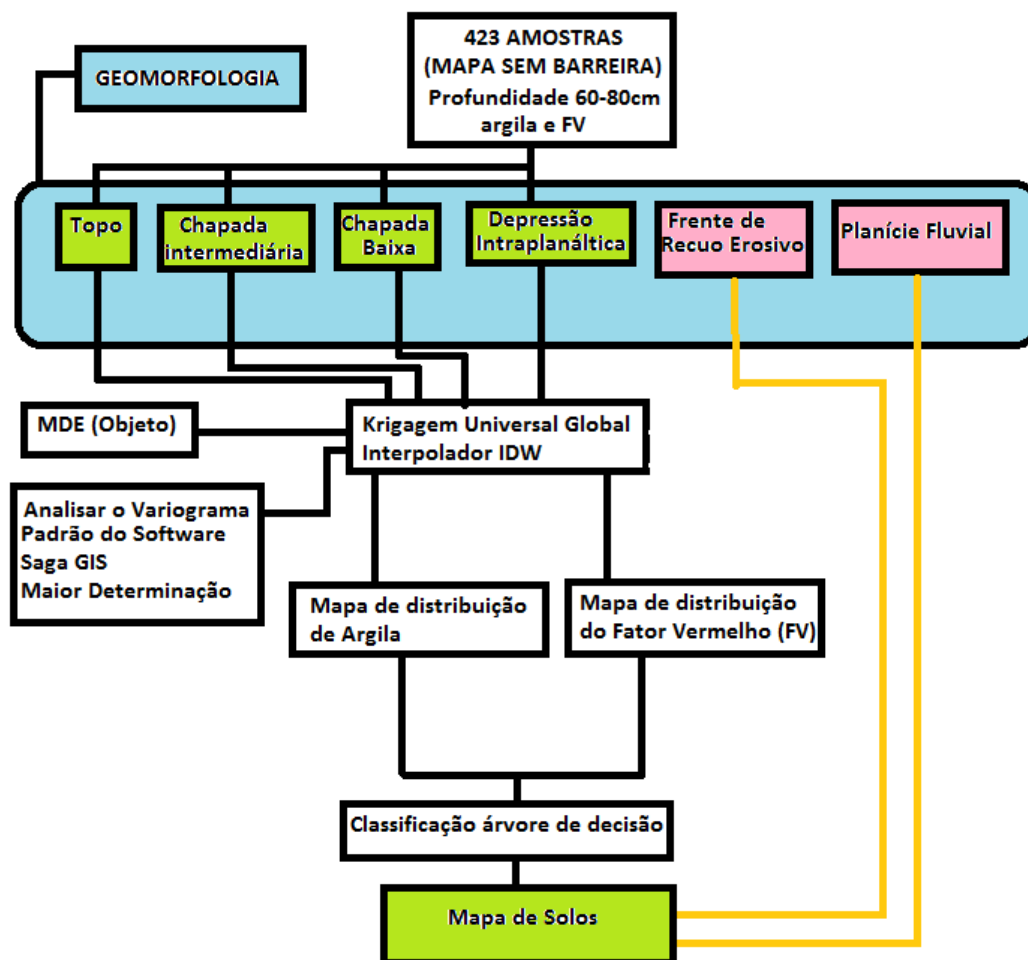 423 AMOSTRAS
(MAPA SEM BARREIRA)
Profundidade 60-80cm
argila e FV
GEOMORFOLOGIA
Topo
Chapada
intermediária
Chapada
Baixa
Depressão
Intraplanáltica
Frente de
Recuo Erosivo
Planície Fluvial
MDE (Objeto)
Krigagem Universal Global
Interpolador IDW
Analisar o Variograma
Padrão do Software
Saga GIS
Maior Determinação
Mapa de distribuição
de Argila
Mapa de distribuição
do Fator Vermelho (FV)
Classificação árvore de decisão
Mapa de Solos